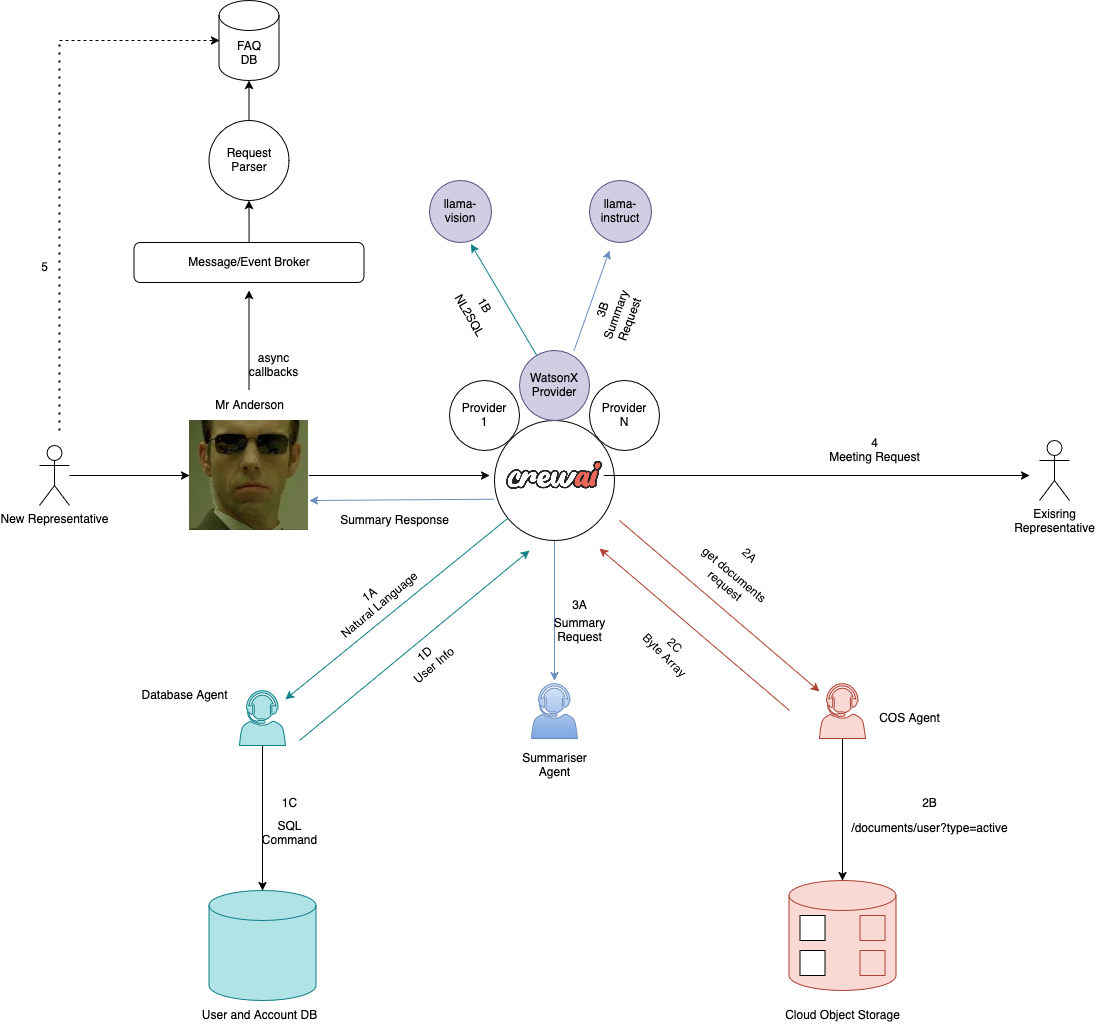 FAQ
DB
Request
Parser
llama-
vision
llama-
instruct
Message/Event Broker
5
1B
NL2SQL
3B
Summary
Request
async
callbacks
WatsonX
Provider
Mr Anderson
Provider
1
Provider
N
4
Meeting Request
crewai
New Representative
Summary Response
Exisring
Representative
1A
Natural Language
2A
get documents
request
3A
Summary
Request
1D
User Info
2C
Byte Array
Database Agent
COS Agent
Summariser
Agent
1C
SQL
Command
2B
/documents/user?type=active
User and Account DB
Cloud Object Storage